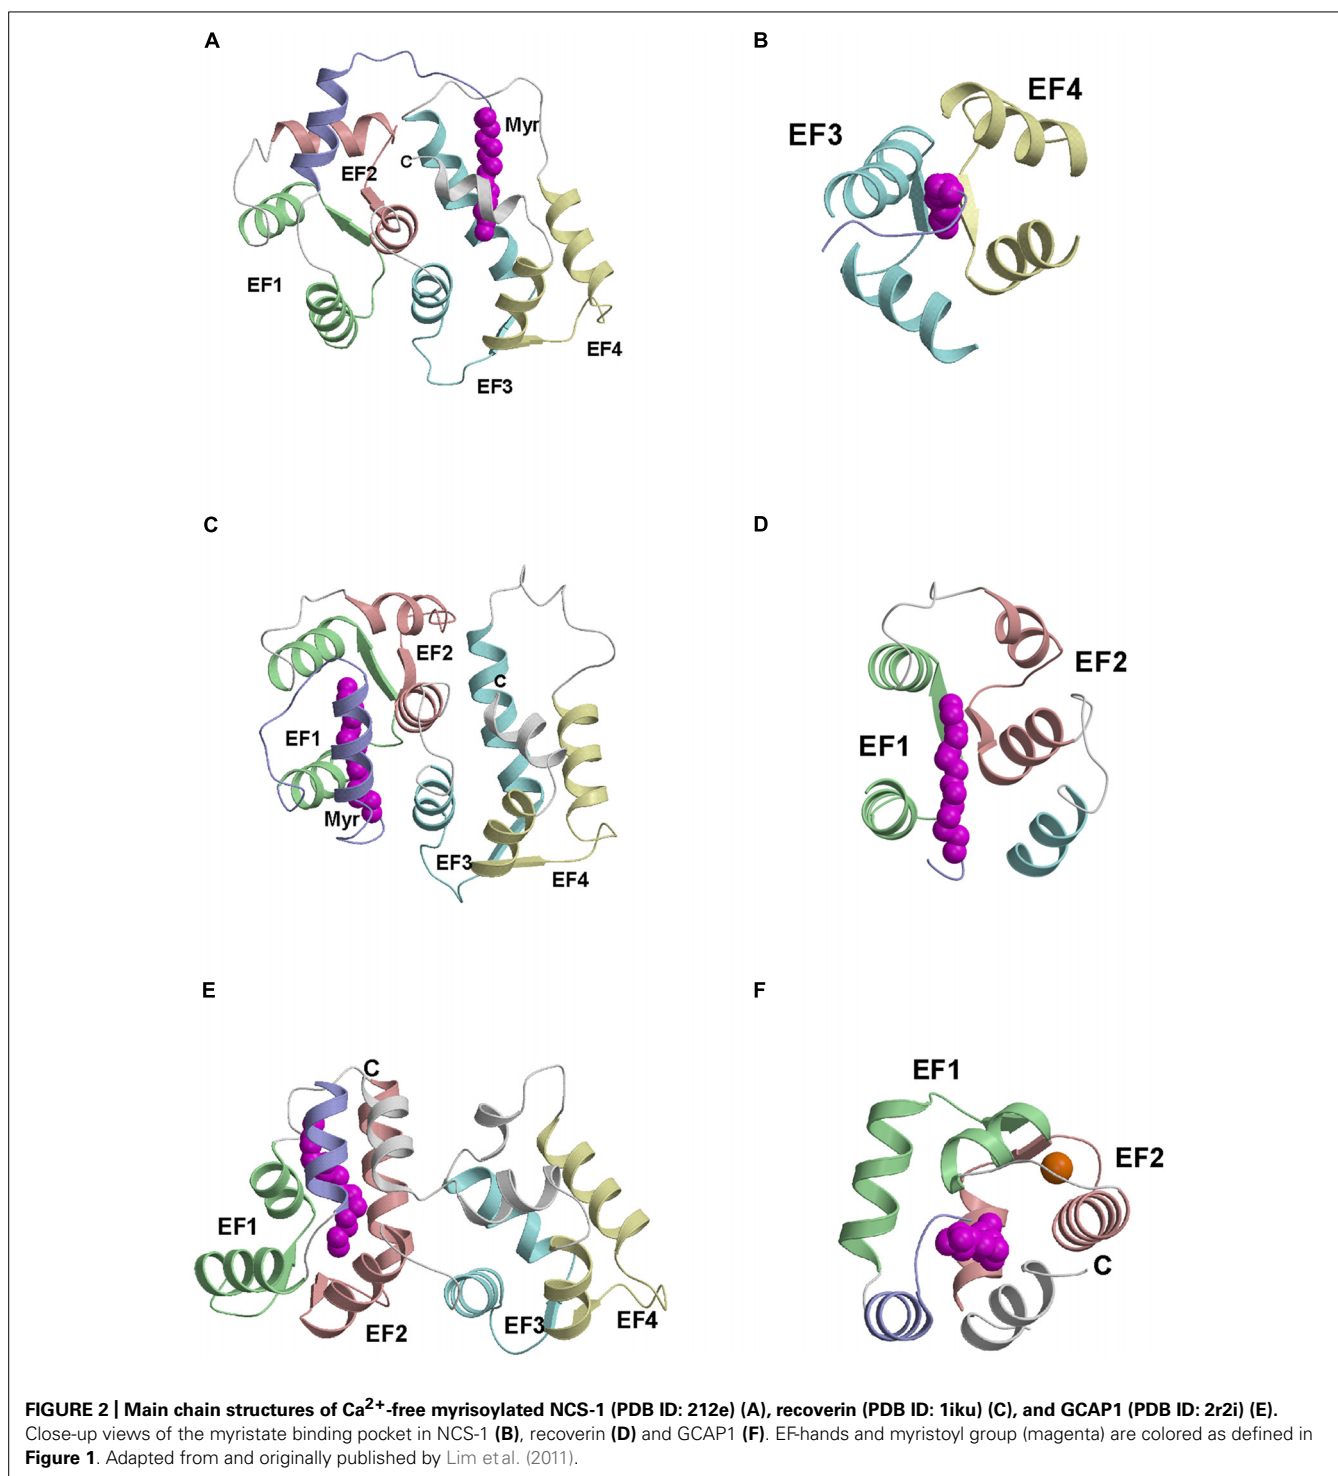 A
B
Myr
C
EF2
EF1
EF4
EF3
EF3
EF4
C
D
EF2
C
EF1
Myr
EF3
EF4
EF2
EF1
E
F
C
EF1
EF2
EF3
EF4
EF1
EF2
C
FIGURE 2 | Main chain structures of Ca2+-free myrisoylated NCS-1 (PDB ID: 212e) (A), recoverin (PDB ID: 1iku) (C), and GCAP1 (PDB ID: 2r2i) (E).
Close-up views of the myristate binding pocket in NCS-1 (B), recoverin (D) and GCAP1 (F). EF-hands and myristoyl group (magenta) are colored as defined in
Figure 1. Adapted from and originally published by Lim et al. (2011).